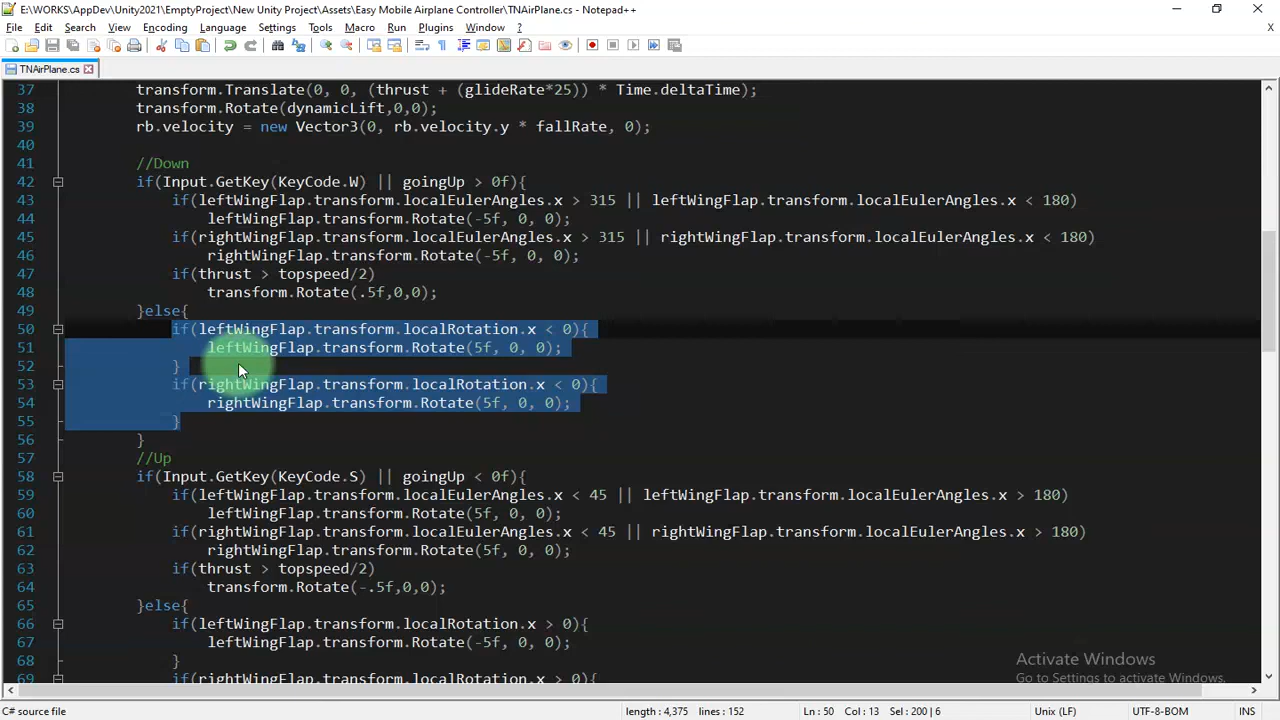 E:\WORKS\AppDev\Unity2021\EmptyProject\New Unity Project\Assets\Easy Mobile Airplane Controller\TNAirPlane.cs - Notepad++
File Edit Search View Encoding Language Settings Tools Macro Run Plugins Window ? X
TNAirPlane.cs
37 transform.Translate(0, 0, (thrust + (glideRate*25)) * Time.deltaTime);
38 transform.Rotate(dynamicLift,0,0);
39 rb.velocity = new Vector3(0, rb.velocity.y * fallRate, 0);
40
41 //Down
42 if(Input.GetKey(KeyCode.W) || goingUp > 0f){
43 if(leftWingFlap.transform.localEulerAngles.x > 315 || leftWingFlap.transform.localEulerAngles.x < 180)
44 leftWingFlap.transform.Rotate(-5f, 0, 0);
45 if(rightWingFlap.transform.localEulerAngles.x > 315 || rightWingFlap.transform.localEulerAngles.x < 180)
46 rightWingFlap.transform.Rotate(-5f, 0, 0);
47 if(thrust > topspeed/2)
48 transform.Rotate(.5f,0,0);
49 }else{
50 if(leftWingFlap.transform.localRotation.x < 0){
51 leftWingFlap.transform.Rotate(5f, 0, 0);
52 }
53 if(rightWingFlap.transform.localRotation.x < 0){
54 rightWingFlap.transform.Rotate(5f, 0, 0);
55 }
56 }
57 //Up
58 if(Input.GetKey(KeyCode.S) || goingUp < 0f){
59 if(leftWingFlap.transform.localEulerAngles.x < 45 || leftWingFlap.transform.localEulerAngles.x > 180)
60 leftWingFlap.transform.Rotate(5f, 0, 0);
61 if(rightWingFlap.transform.localEulerAngles.x < 45 || rightWingFlap.transform.localEulerAngles.x > 180)
62 rightWingFlap.transform.Rotate(5f, 0, 0);
63 if(thrust > topspeed/2)
64 transform.Rotate(-.5f,0,0);
65 }else{
66 if(leftWingFlap.transform.localRotation.x > 0){
67 leftWingFlap.transform.Rotate(-5f, 0, 0);
68 }
69 if(rightWingFlap.transform.localRotation.x > 0){
Activate Windows
Go to Settings to activate Windows.
C# source file length : 4,375 lines : 152 Ln : 50 Col : 13 Sel : 200 | 6 Unix (LF) UTF-8-BOM INS